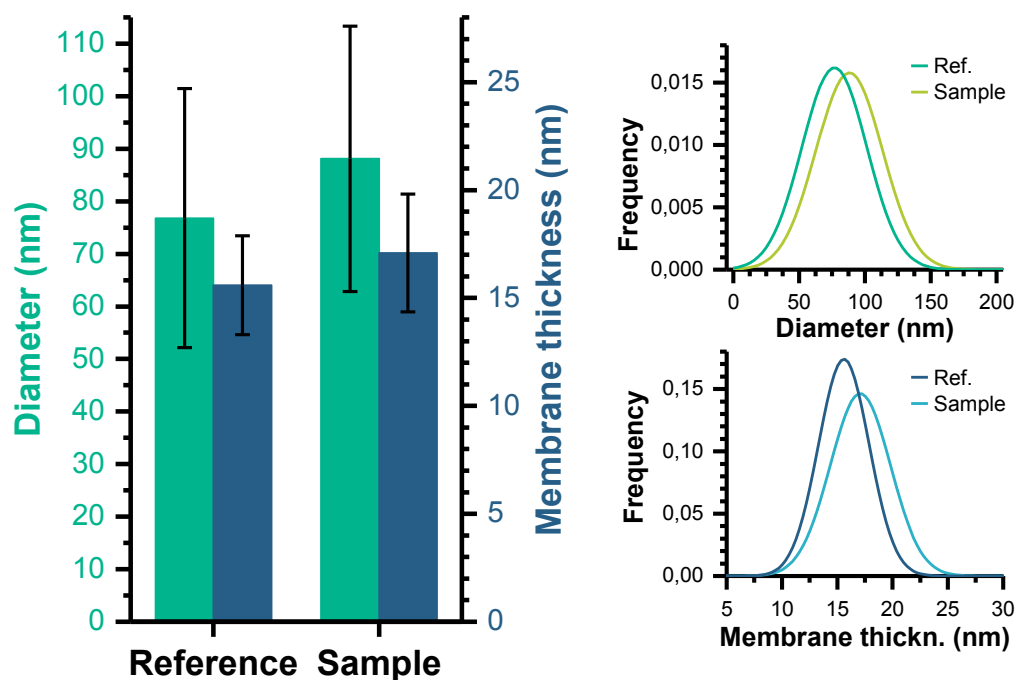 Diameter (nm)
110
100
90
80
70
60
50
40
30
20
10
0
Reference Sample
25
20
15
10
5
0
Membrane thickness (nm)
Frequency
0,015
0,010
0,005
0,000
Ref.
Sample
0 50 100 150 200
Diameter (nm)
Frequency
0,15
0,10
0,05
0,00
Ref.
Sample
5 10 15 20 25 30
Membrane thickn. (nm)